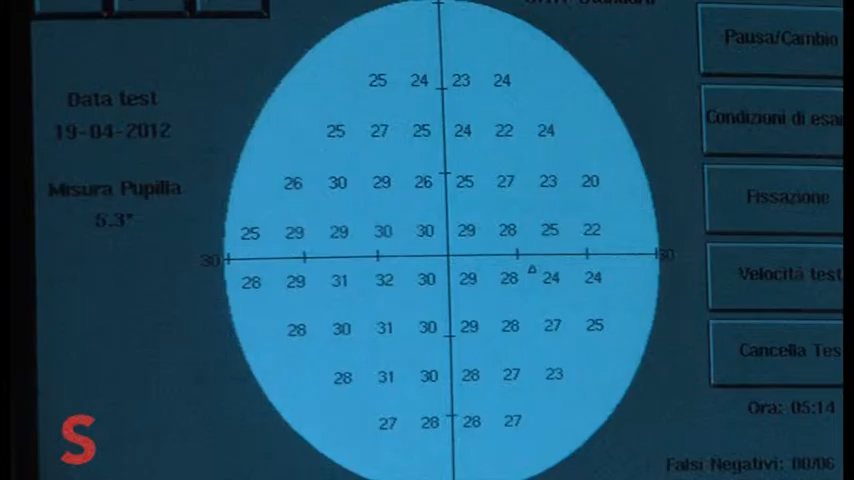 Data test
19-04-2012
Misura Pupilla
5.3"
25 24 23 24
25 27 25 24 22 24
26 30 29 26 25 27 23 20
25 29 29 30 30 29 28 25 22
30
28 29 31 32 30 29 28 24 24
28 30 31 30 29 28 27 25
28 31 30 28 27 23
27 28 28 27
Pausa/Cambio
Condizioni di esa
Fissazione
Velocità test
Cancella Tes
Ora: 05:14
Falsi Negativi: 00/06
S